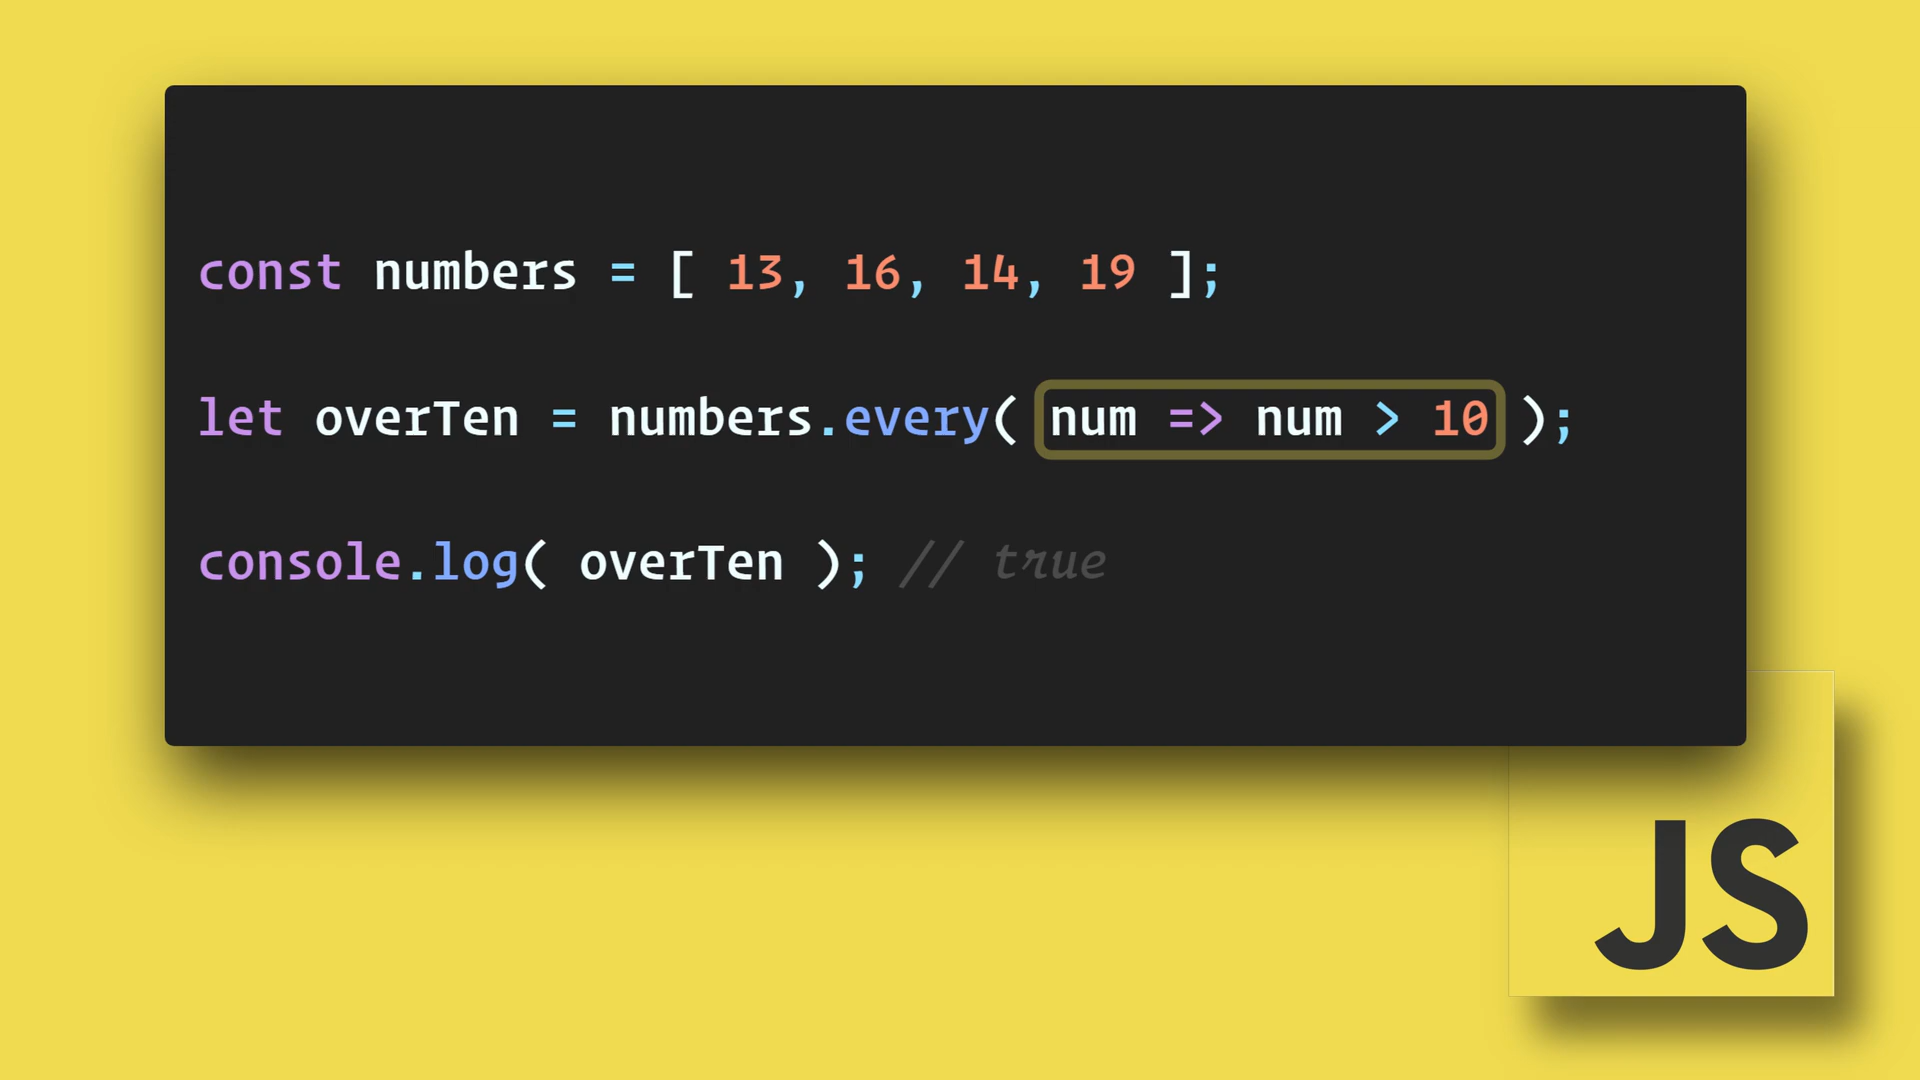 const numbers = [ 13, 16, 14, 19 ];
let overTen = numbers.every( num => num > 10 );
console.log( overTen ); // true
JS